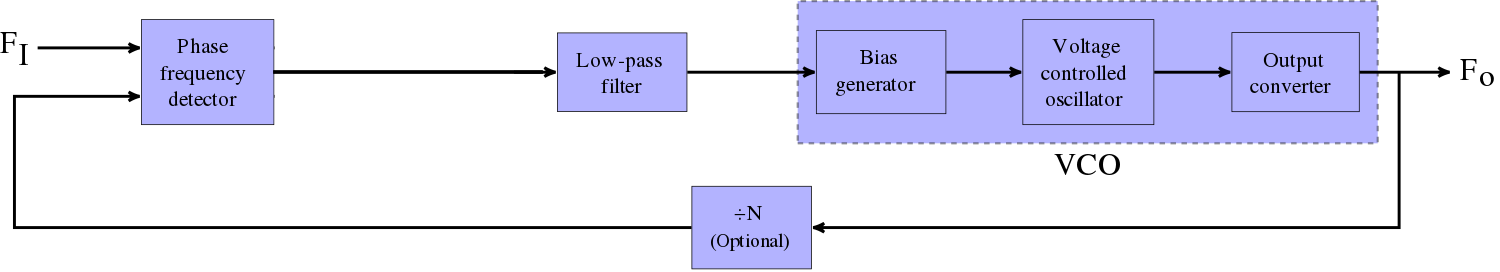 F_I
Phase
frequency
detector
Low-pass
filter
Bias
generator
Voltage
controlled
oscillator
Output
converter
F_o
VCO
÷N
(Optional)